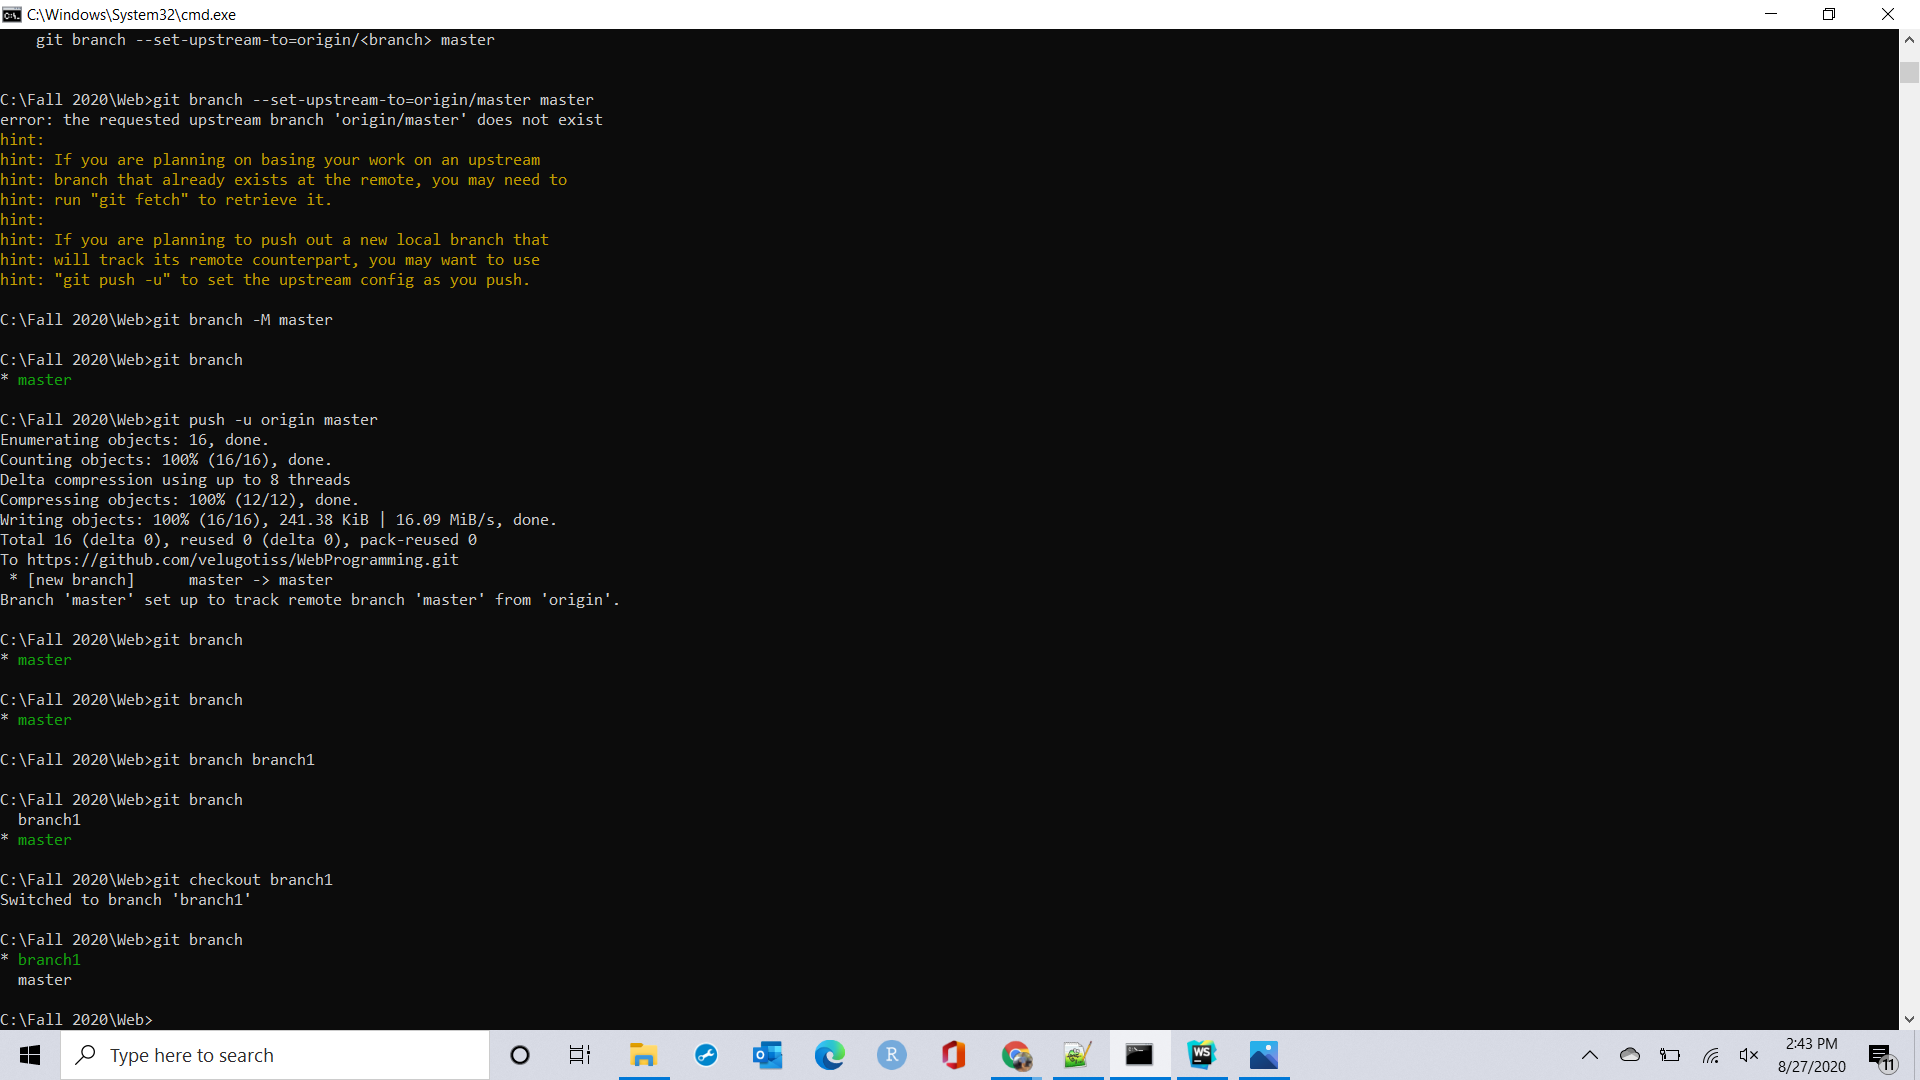 C:\Windows\System32\cmd.exe
    git branch --set-upstream-to=origin/<branch> master
C:\Fall 2020\Web>git branch --set-upstream-to=origin/master master
error: the requested upstream branch 'origin/master' does not exist
hint:
hint: If you are planning on basing your work on an upstream
hint: branch that already exists at the remote, you may need to
hint: run "git fetch" to retrieve it.
hint:
hint: If you are planning to push out a new local branch that
hint: will track its remote counterpart, you may want to use
hint: "git push -u" to set the upstream config as you push.
C:\Fall 2020\Web>git branch -M master
C:\Fall 2020\Web>git branch
* master
C:\Fall 2020\Web>git push -u origin master
Enumerating objects: 16, done.
Counting objects: 100% (16/16), done.
Delta compression using up to 8 threads
Compressing objects: 100% (12/12), done.
Writing objects: 100% (16/16), 241.38 KiB | 16.09 MiB/s, done.
Total 16 (delta 0), reused 0 (delta 0), pack-reused 0
To https://github.com/velugotiss/WebProgramming.git
 * [new branch]      master -> master
Branch 'master' set up to track remote branch 'master' from 'origin'.
C:\Fall 2020\Web>git branch
* master
C:\Fall 2020\Web>git branch
* master
C:\Fall 2020\Web>git branch branch1
C:\Fall 2020\Web>git branch
  branch1
* master
C:\Fall 2020\Web>git checkout branch1
Switched to branch 'branch1'
C:\Fall 2020\Web>git branch
* branch1
  master
C:\Fall 2020\Web>
Type here to search
R
WS
2:43 PM
8/27/2020
11